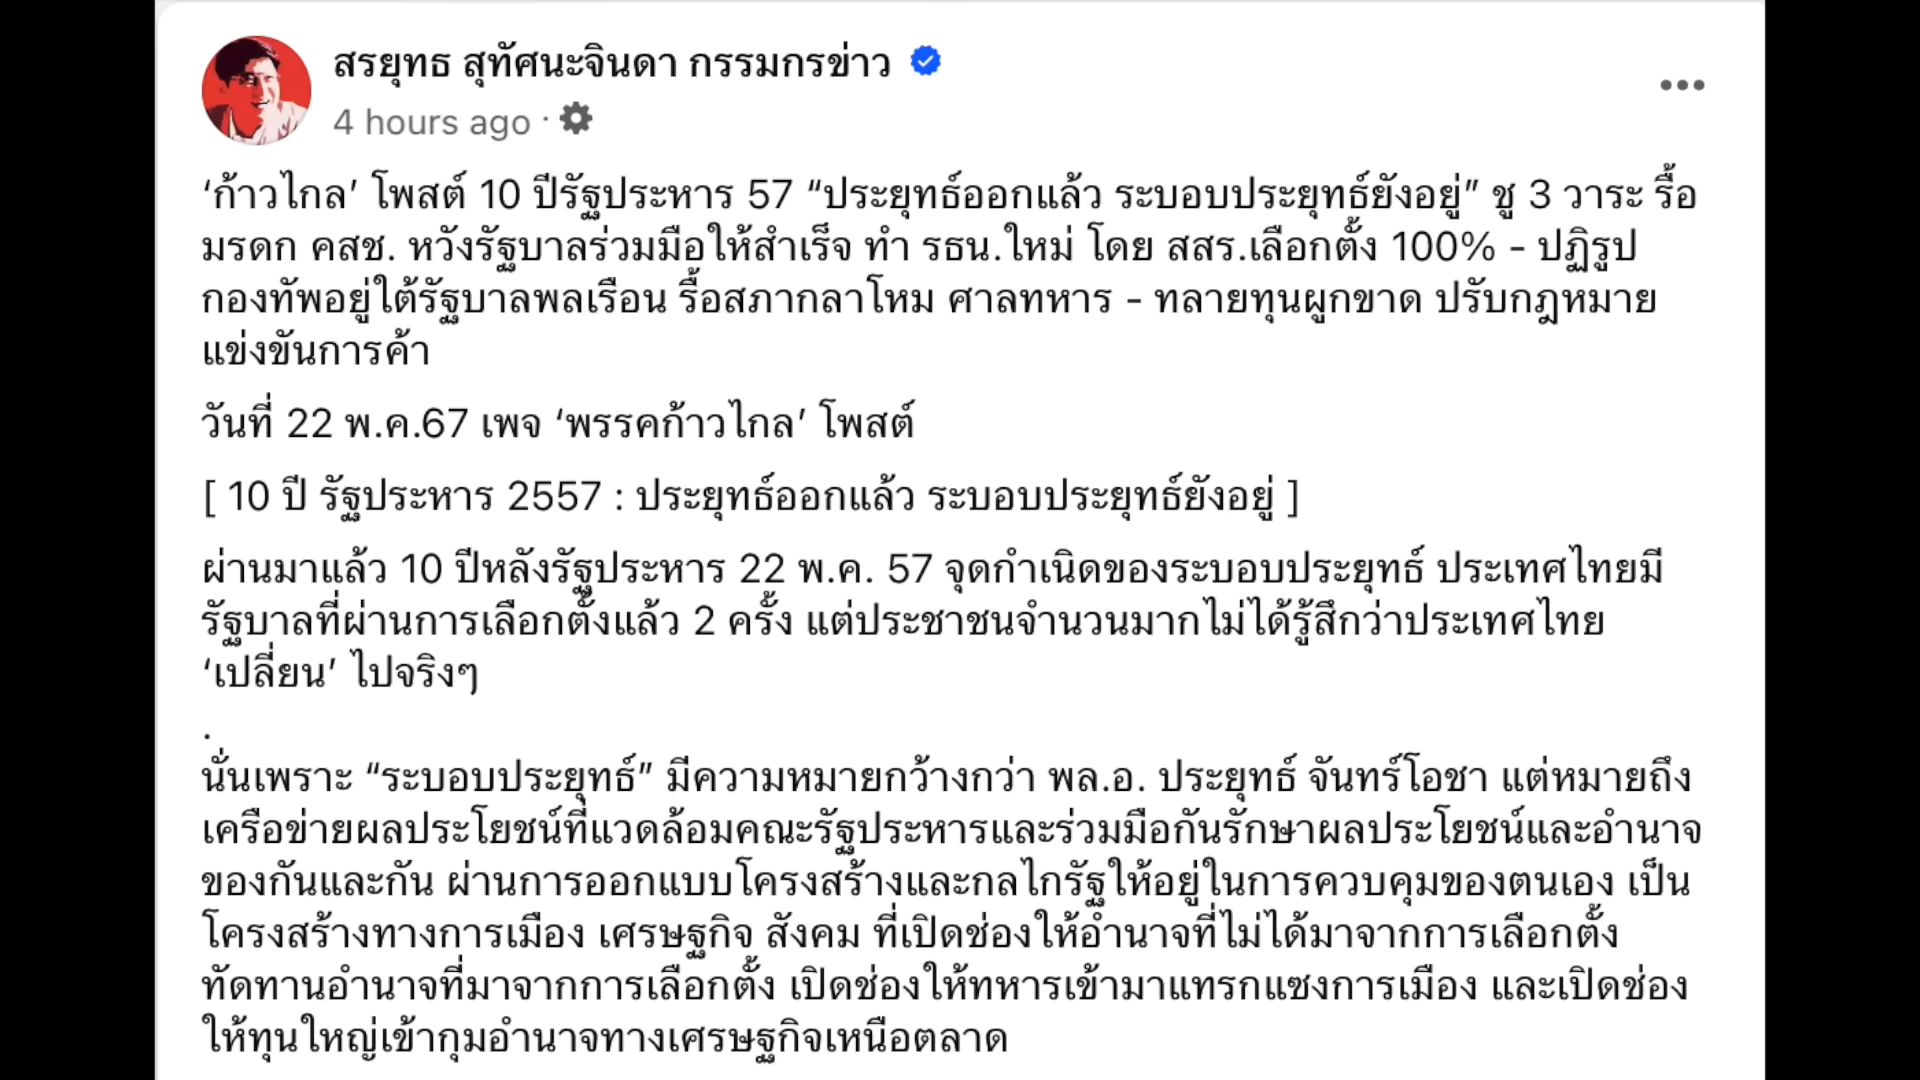 สรยุทธ สุทัศนะจินดา กรรมกรข่าว
4 hours ago ·
‘ก้าวไกล’ โพสต์ 10 ปีรัฐประหาร 57 “ประยุทธ์ออกแล้ว ระบอบประยุทธ์ยังอยู่” ชู 3 วาระ รื้อ
มรดก คสช. หวังรัฐบาลร่วมมือให้สำเร็จ ทำ รธน.ใหม่ โดย สสร.เลือกตั้ง 100% - ปฏิรูป
กองทัพอยู่ใต้รัฐบาลพลเรือน รื้อสภากลาโหม ศาลทหาร - ทลายทุนผูกขาด ปรับกฎหมาย
แข่งขันการค้า
วันที่ 22 พ.ค.67 เพจ ‘พรรคก้าวไกล’ โพสต์
[ 10 ปี รัฐประหาร 2557 : ประยุทธ์ออกแล้ว ระบอบประยุทธ์ยังอยู่ ]
ผ่านมาแล้ว 10 ปีหลังรัฐประหาร 22 พ.ค. 57 จุดกำเนิดของระบอบประยุทธ์ ประเทศไทยมี
รัฐบาลที่ผ่านการเลือกตั้งแล้ว 2 ครั้ง แต่ประชาชนจำนวนมากไม่ได้รู้สึกว่าประเทศไทย
‘เปลี่ยน’ ไปจริงๆ
.
นั่นเพราะ “ระบอบประยุทธ์” มีความหมายกว้างกว่า พล.อ. ประยุทธ์ จันทร์โอชา แต่หมายถึง
เครือข่ายผลประโยชน์ที่แวดล้อมคณะรัฐประหารและร่วมมือกันรักษาผลประโยชน์และอำนาจ
ของกันและกัน ผ่านการออกแบบโครงสร้างและกลไกรัฐให้อยู่ในการควบคุมของตนเอง เป็น
โครงสร้างทางการเมือง เศรษฐกิจ สังคม ที่เปิดช่องให้อำนาจที่ไม่ได้มาจากการเลือกตั้ง
ทัดทานอำนาจที่มาจากการเลือกตั้ง เปิดช่องให้ทหารเข้ามาแทรกแซงการเมือง และเปิดช่อง
ให้ทุนใหญ่เข้ากุมอำนาจทางเศรษฐกิจเหนือตลาด